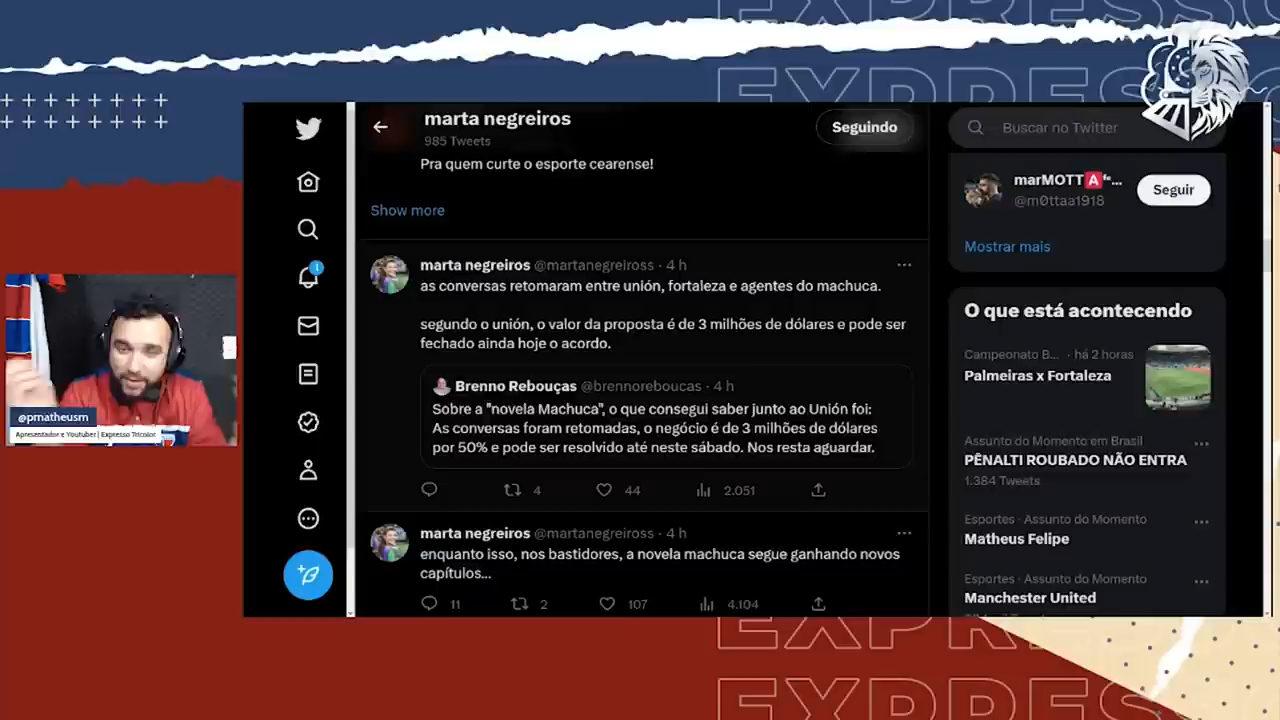 EXPRESSO
EXPRESSO
marta negreiros
985 Tweets
Seguindo
Pra quem curte o esporte cearense!
Show more
marta negreiros @martanegreiross · 4 h
as conversas retomaram entre unión, fortaleza e agentes do machuca.
segundo o unión, o valor da proposta é de 3 milhões de dólares e pode ser
fechado ainda hoje o acordo.
Brenno Rebouças @brennoreboucas · 4 h
Sobre a "novela Machuca", o que consegui saber junto ao Unión foi:
As conversas foram retomadas, o negócio é de 3 milhões de dólares
por 50% e pode ser resolvido até neste sábado. Nos resta aguardar.
4 44 2.051
marta negreiros @martanegreiross · 4 h
enquanto isso, nos bastidores, a novela machuca segue ganhando novos
capítulos...
11 2 107 4.104
Buscar no Twitter
marMOTT🅰️...
@m0ttaa1918
Seguir
Mostrar mais
O que está acontecendo
Campeonato B... · há 2 horas
Palmeiras x Fortaleza
Assunto do Momento em Brasil
PÊNALTI ROUBADO NÃO ENTRA
1.384 Tweets
Esportes · Assunto do Momento
Matheus Felipe
Esportes · Assunto do Momento
Manchester United
1
@pmatheusm
Apresentador e Youtuber | Expresso Tricolor
EXPRE
EXPRES